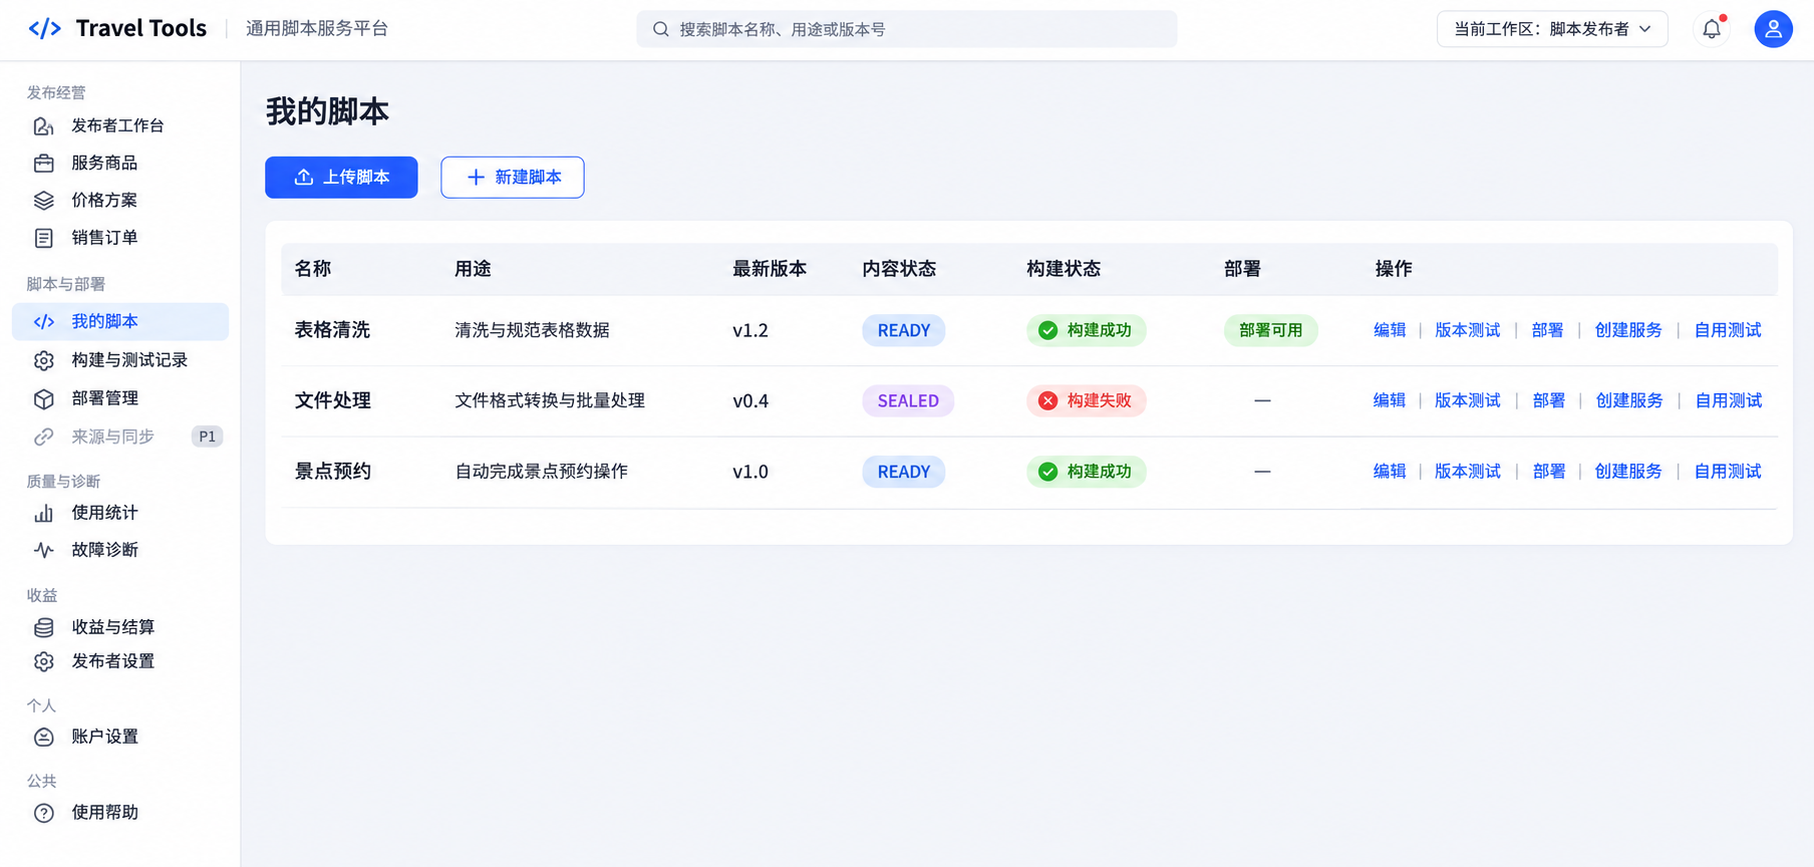 </> Travel Tools | 通用脚本服务平台
搜索脚本名称、用途或版本号
当前工作区：脚本发布者
发布经营
发布者工作台
服务商品
价格方案
销售订单
脚本与部署
我的脚本
构建与测试记录
部署管理
来源与同步 P1
质量与诊断
使用统计
故障诊断
收益
收益与结算
发布者设置
个人
账户设置
公共
使用帮助
我的脚本
上传脚本
新建脚本
名称 用途 最新版本 内容状态 构建状态 部署 操作
表格清洗 清洗与规范表格数据 v1.2 READY 构建成功 部署可用 编辑 | 版本测试 | 部署 | 创建服务 | 自用测试
文件处理 文件格式转换与批量处理 v0.4 SEALED 构建失败 — 编辑 | 版本测试 | 部署 | 创建服务 | 自用测试
景点预约 自动完成景点预约操作 v1.0 READY 构建成功 — 编辑 | 版本测试 | 部署 | 创建服务 | 自用测试